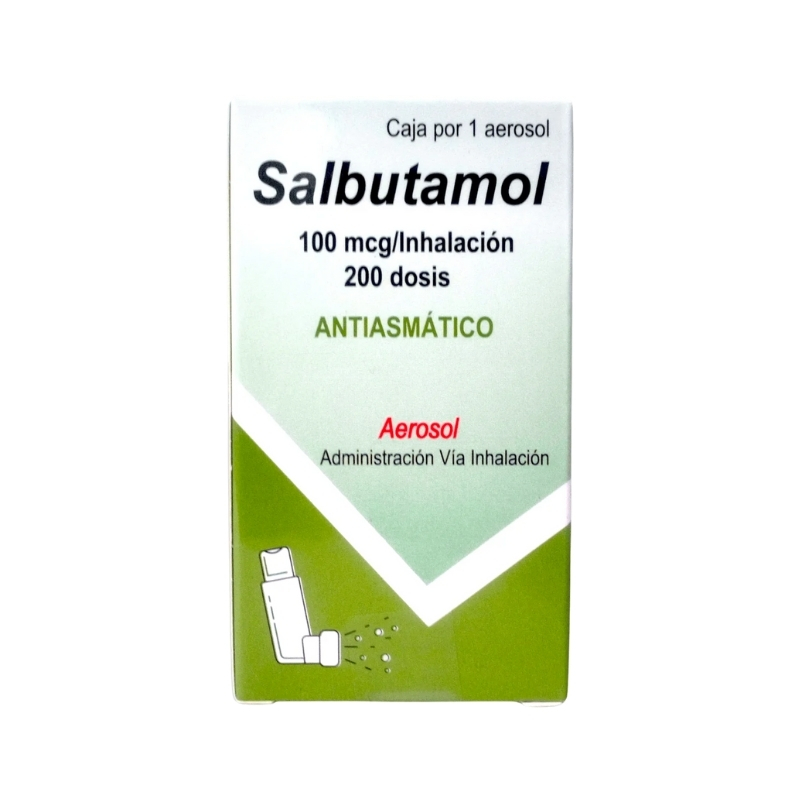 Caja por 1 aerosol
Salbutamol
100 mcg/Inhalación
200 dosis
ANTIASMÁTICO
Aerosol
Administración Vía Inhalación